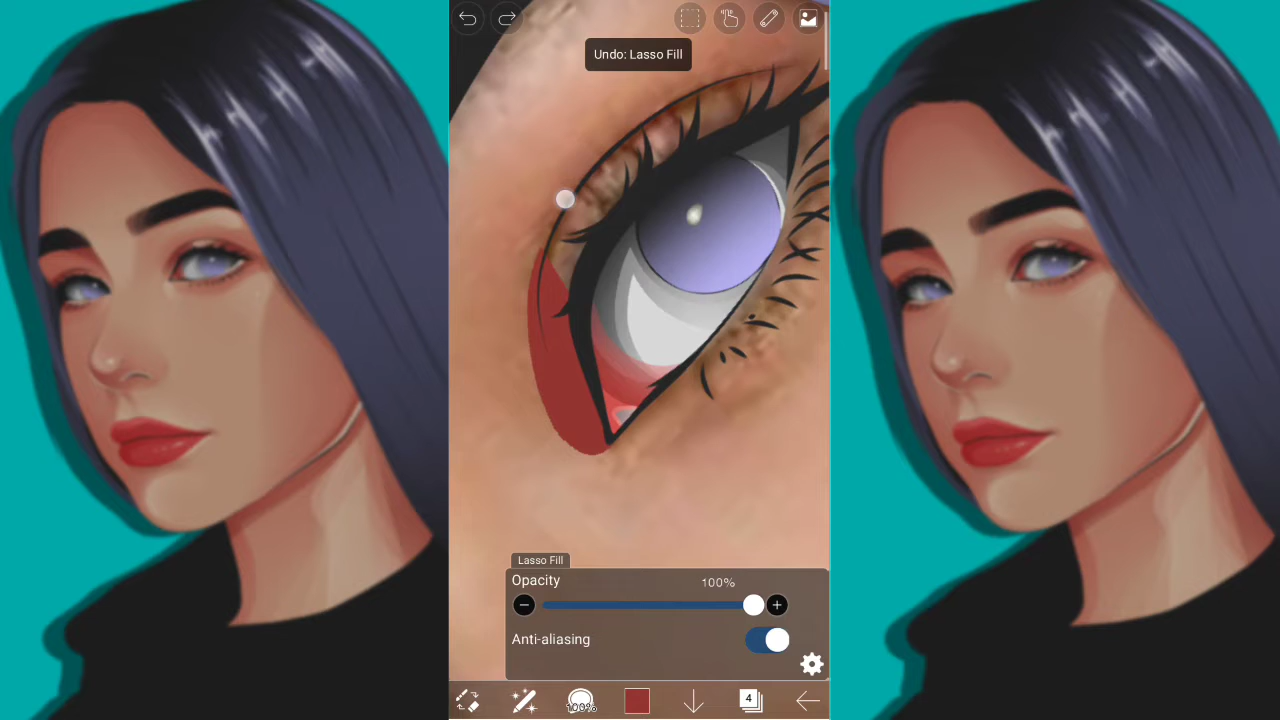 Undo: Lasso Fill
Lasso Fill
Opacity 100%
Anti-aliasing
100%
4